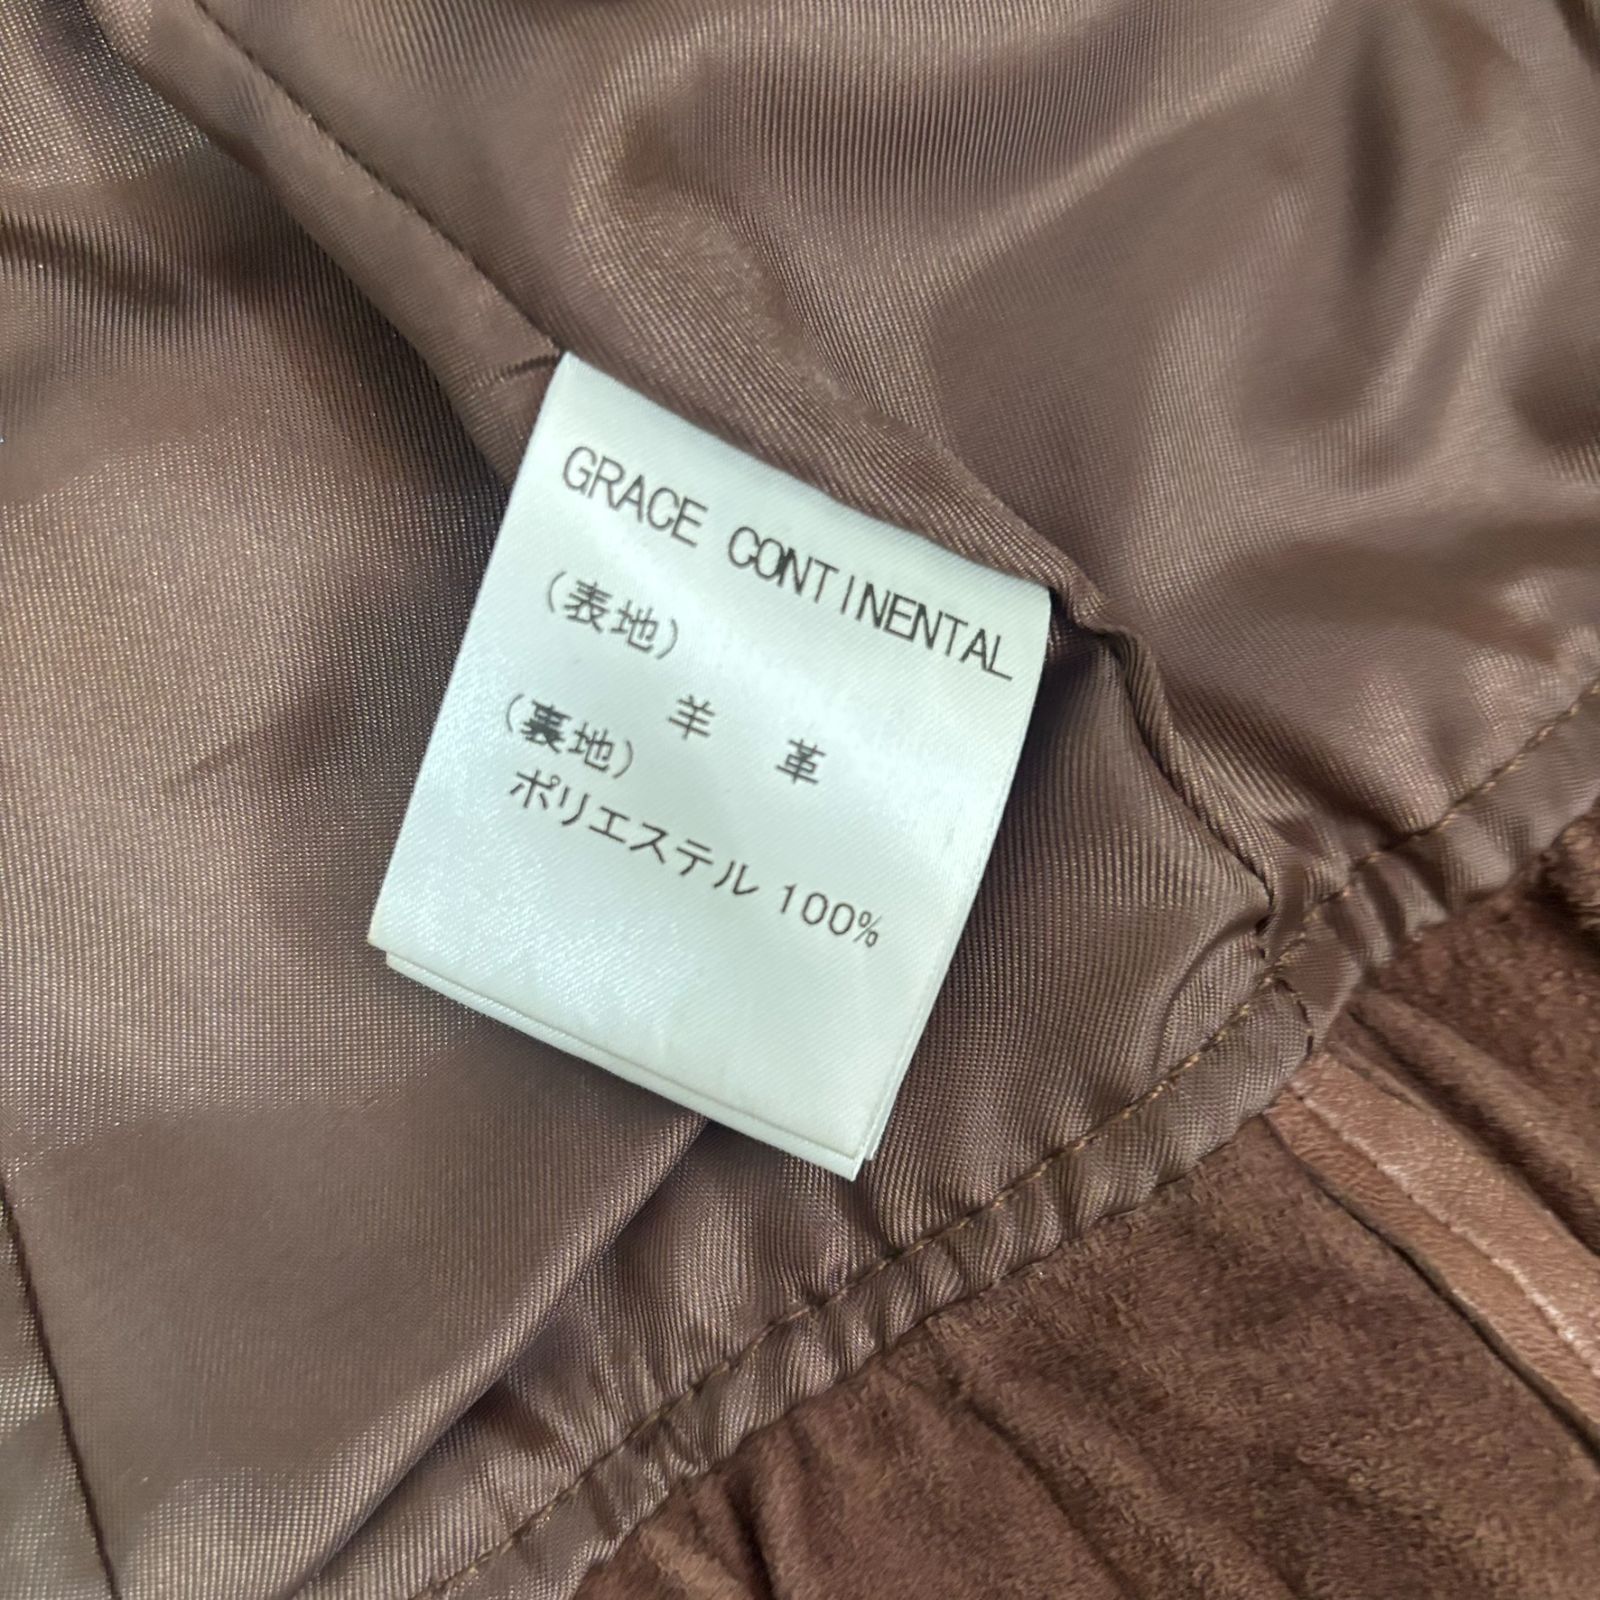 GRACE CONTINENTAL
(表地)
羊 革
(裏地)
ポリエステル 100%